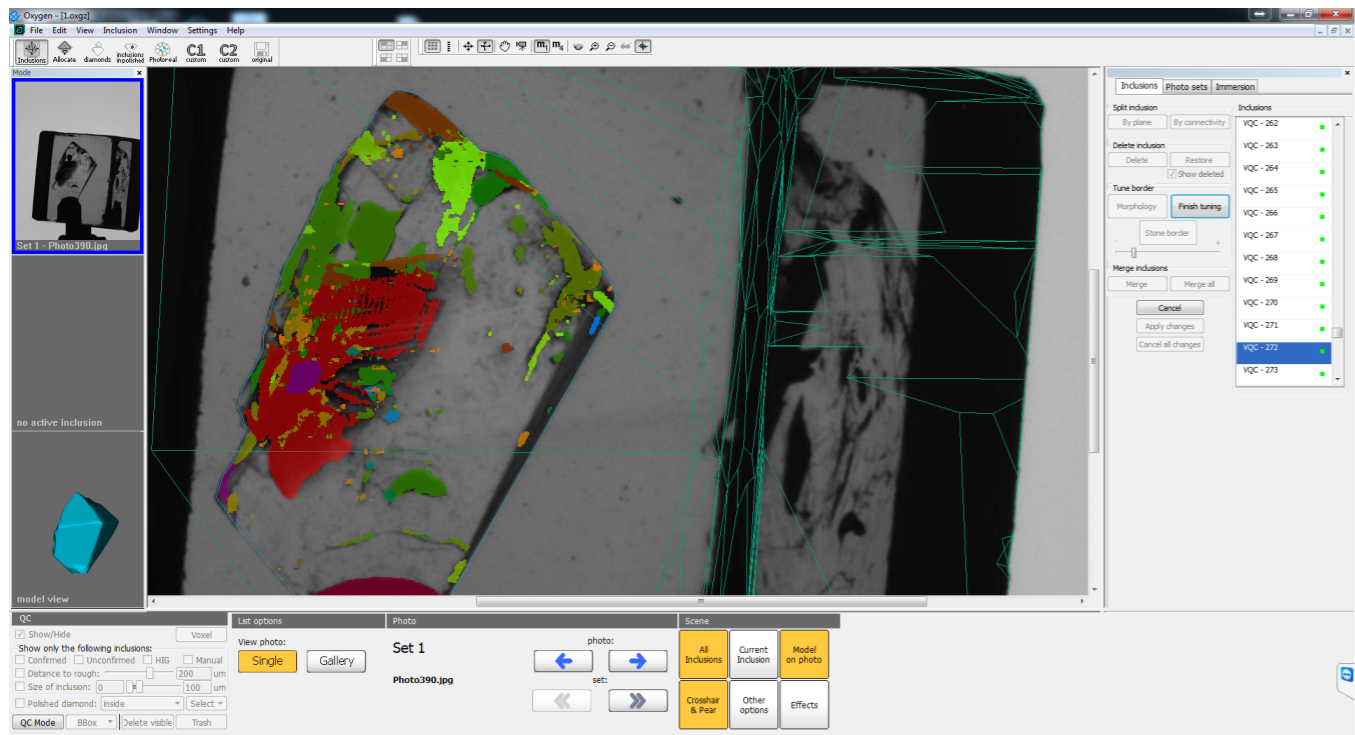 Oxygen - [1.oxgz]
File Edit View Inclusion Window Settings Help
Inclusions Allocate diamonds inclusions in polished Photoreal C1 custom C2 custom original
m
Mode
Set 1 - Photo390.jpg
no active inclusion
model view
Inclusions Photo sets Immersion
Split inclusion
By plane By connectivity
Delete inclusion
Delete Restore
Show deleted
Tune border
Morphology Finish tuning
Stone border
- +
Merge inclusions
Merge Merge all
Cancel
Apply changes
Cancel all changes
Inclusions
VQC - 262
VQC - 263
VQC - 264
VQC - 265
VQC - 266
VQC - 267
VQC - 268
VQC - 269
VQC - 270
VQC - 271
VQC - 272
VQC - 273
QC
Show/Hide Voxel
Show only the following inclusions:
Confirmed Unconfirmed HIG Manual
Distance to rough: 200 um
Size of inclusion: 0 100 um
Polished diamond: inside Select
QC Mode BBox Delete visible Trash
List options
View photo:
Single Gallery
Photo
Set 1
Photo390.jpg
photo:
set:
Scene
All Inclusions
Current Inclusion
Model on photo
Crosshair & Pear
Other options
Effects